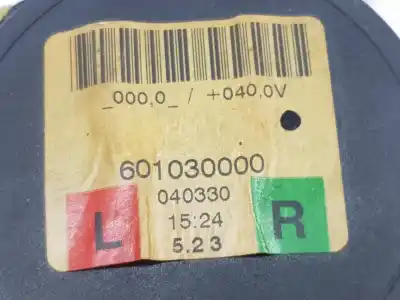 _000,0_ / +040,0V
601030000
040330
15:24
5.23
L
R